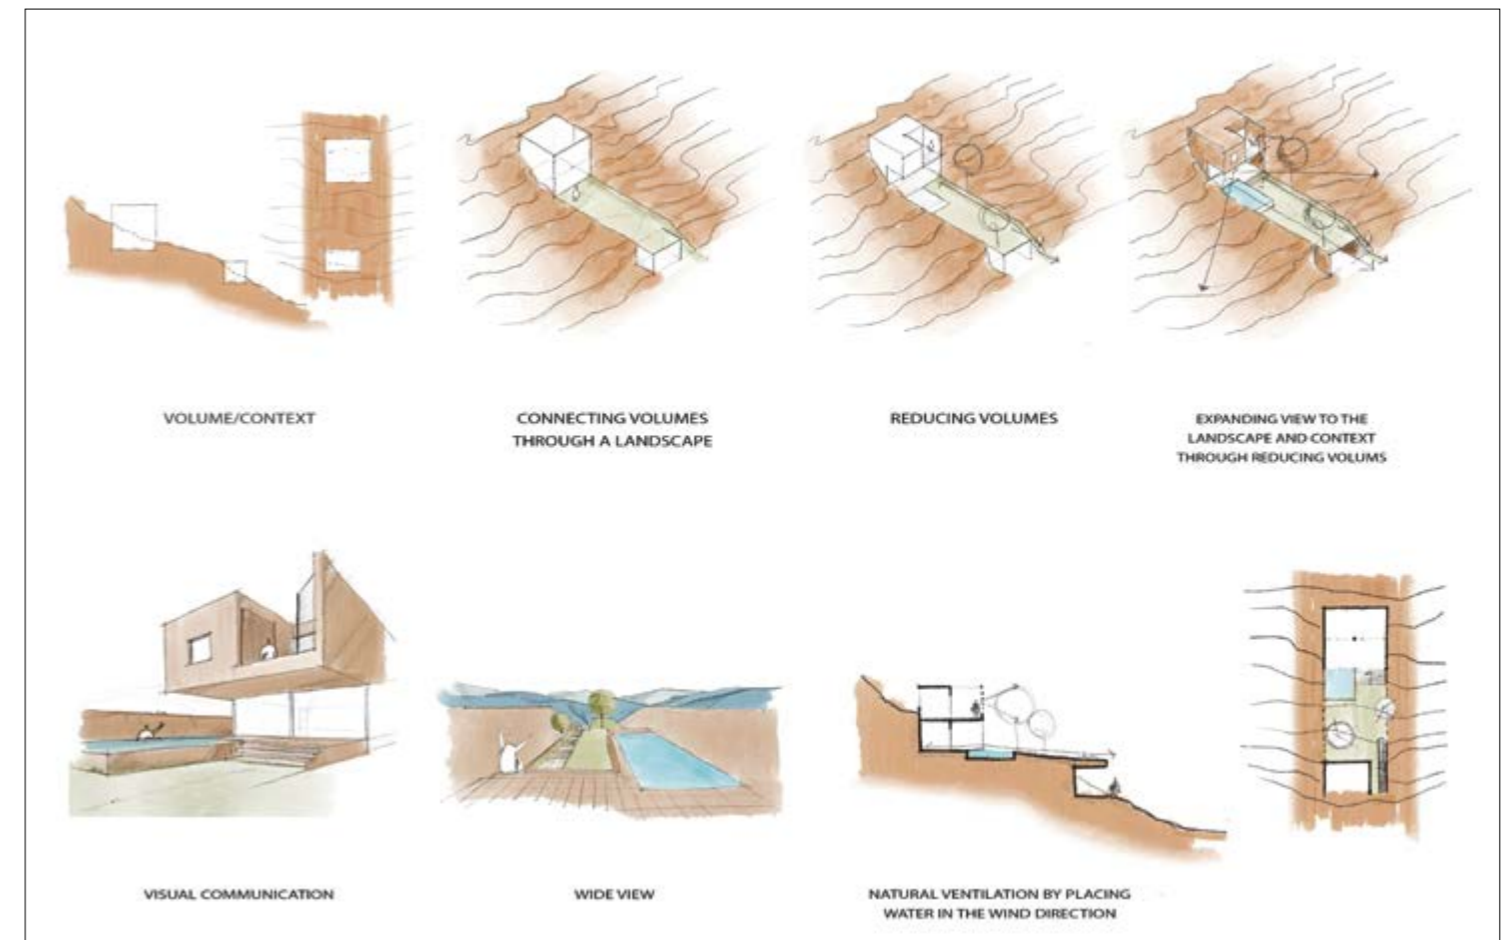 VOLUME/CONTEXT
CONNECTING VOLUMES
THROUGH A LANDSCAPE
REDUCING VOLUMES
EXPANDING VIEW TO THE
LANDSCAPE AND CONTEXT
THROUGH REDUCING VOLUMS
VISUAL COMMUNICATION
WIDE VIEW
NATURAL VENTILATION BY PLACING
WATER IN THE WIND DIRECTION